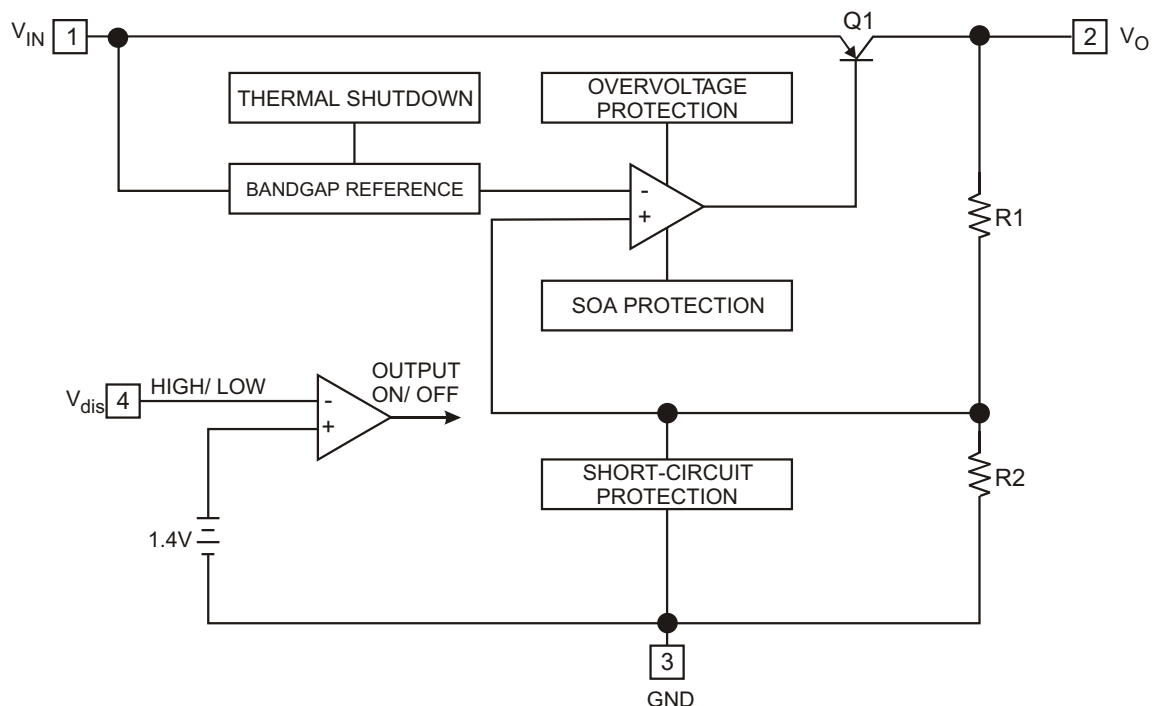 Q1
VIN 1
2 VO
THERMAL SHUTDOWN
OVERVOLTAGE
PROTECTION
BANDGAP REFERENCE
-
+
R1
SOA PROTECTION
Vdis 4
HIGH/ LOW
OUTPUT
ON/ OFF
-
+
SHORT-CIRCUIT
PROTECTION
R2
1.4V
3
GND